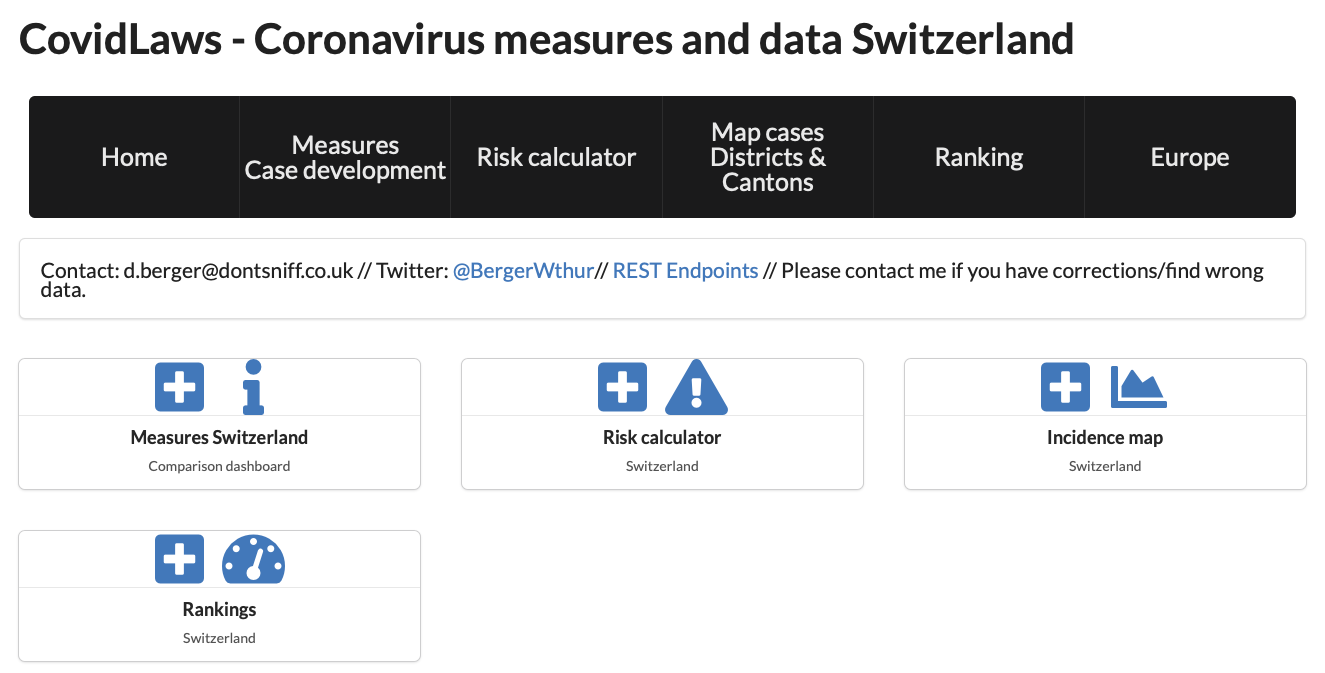 CovidLaws - Coronavirus measures and data Switzerland
Home
Measures
Case development
Risk calculator
Map cases
Districts &
Cantons
Ranking
Europe
Contact: d.berger@dontsniff.co.uk // Twitter: @BergerWthur// REST Endpoints // Please contact me if you have corrections/find wrong
data.
Measures Switzerland
Comparison dashboard
Risk calculator
Switzerland
Incidence map
Switzerland
Rankings
Switzerland